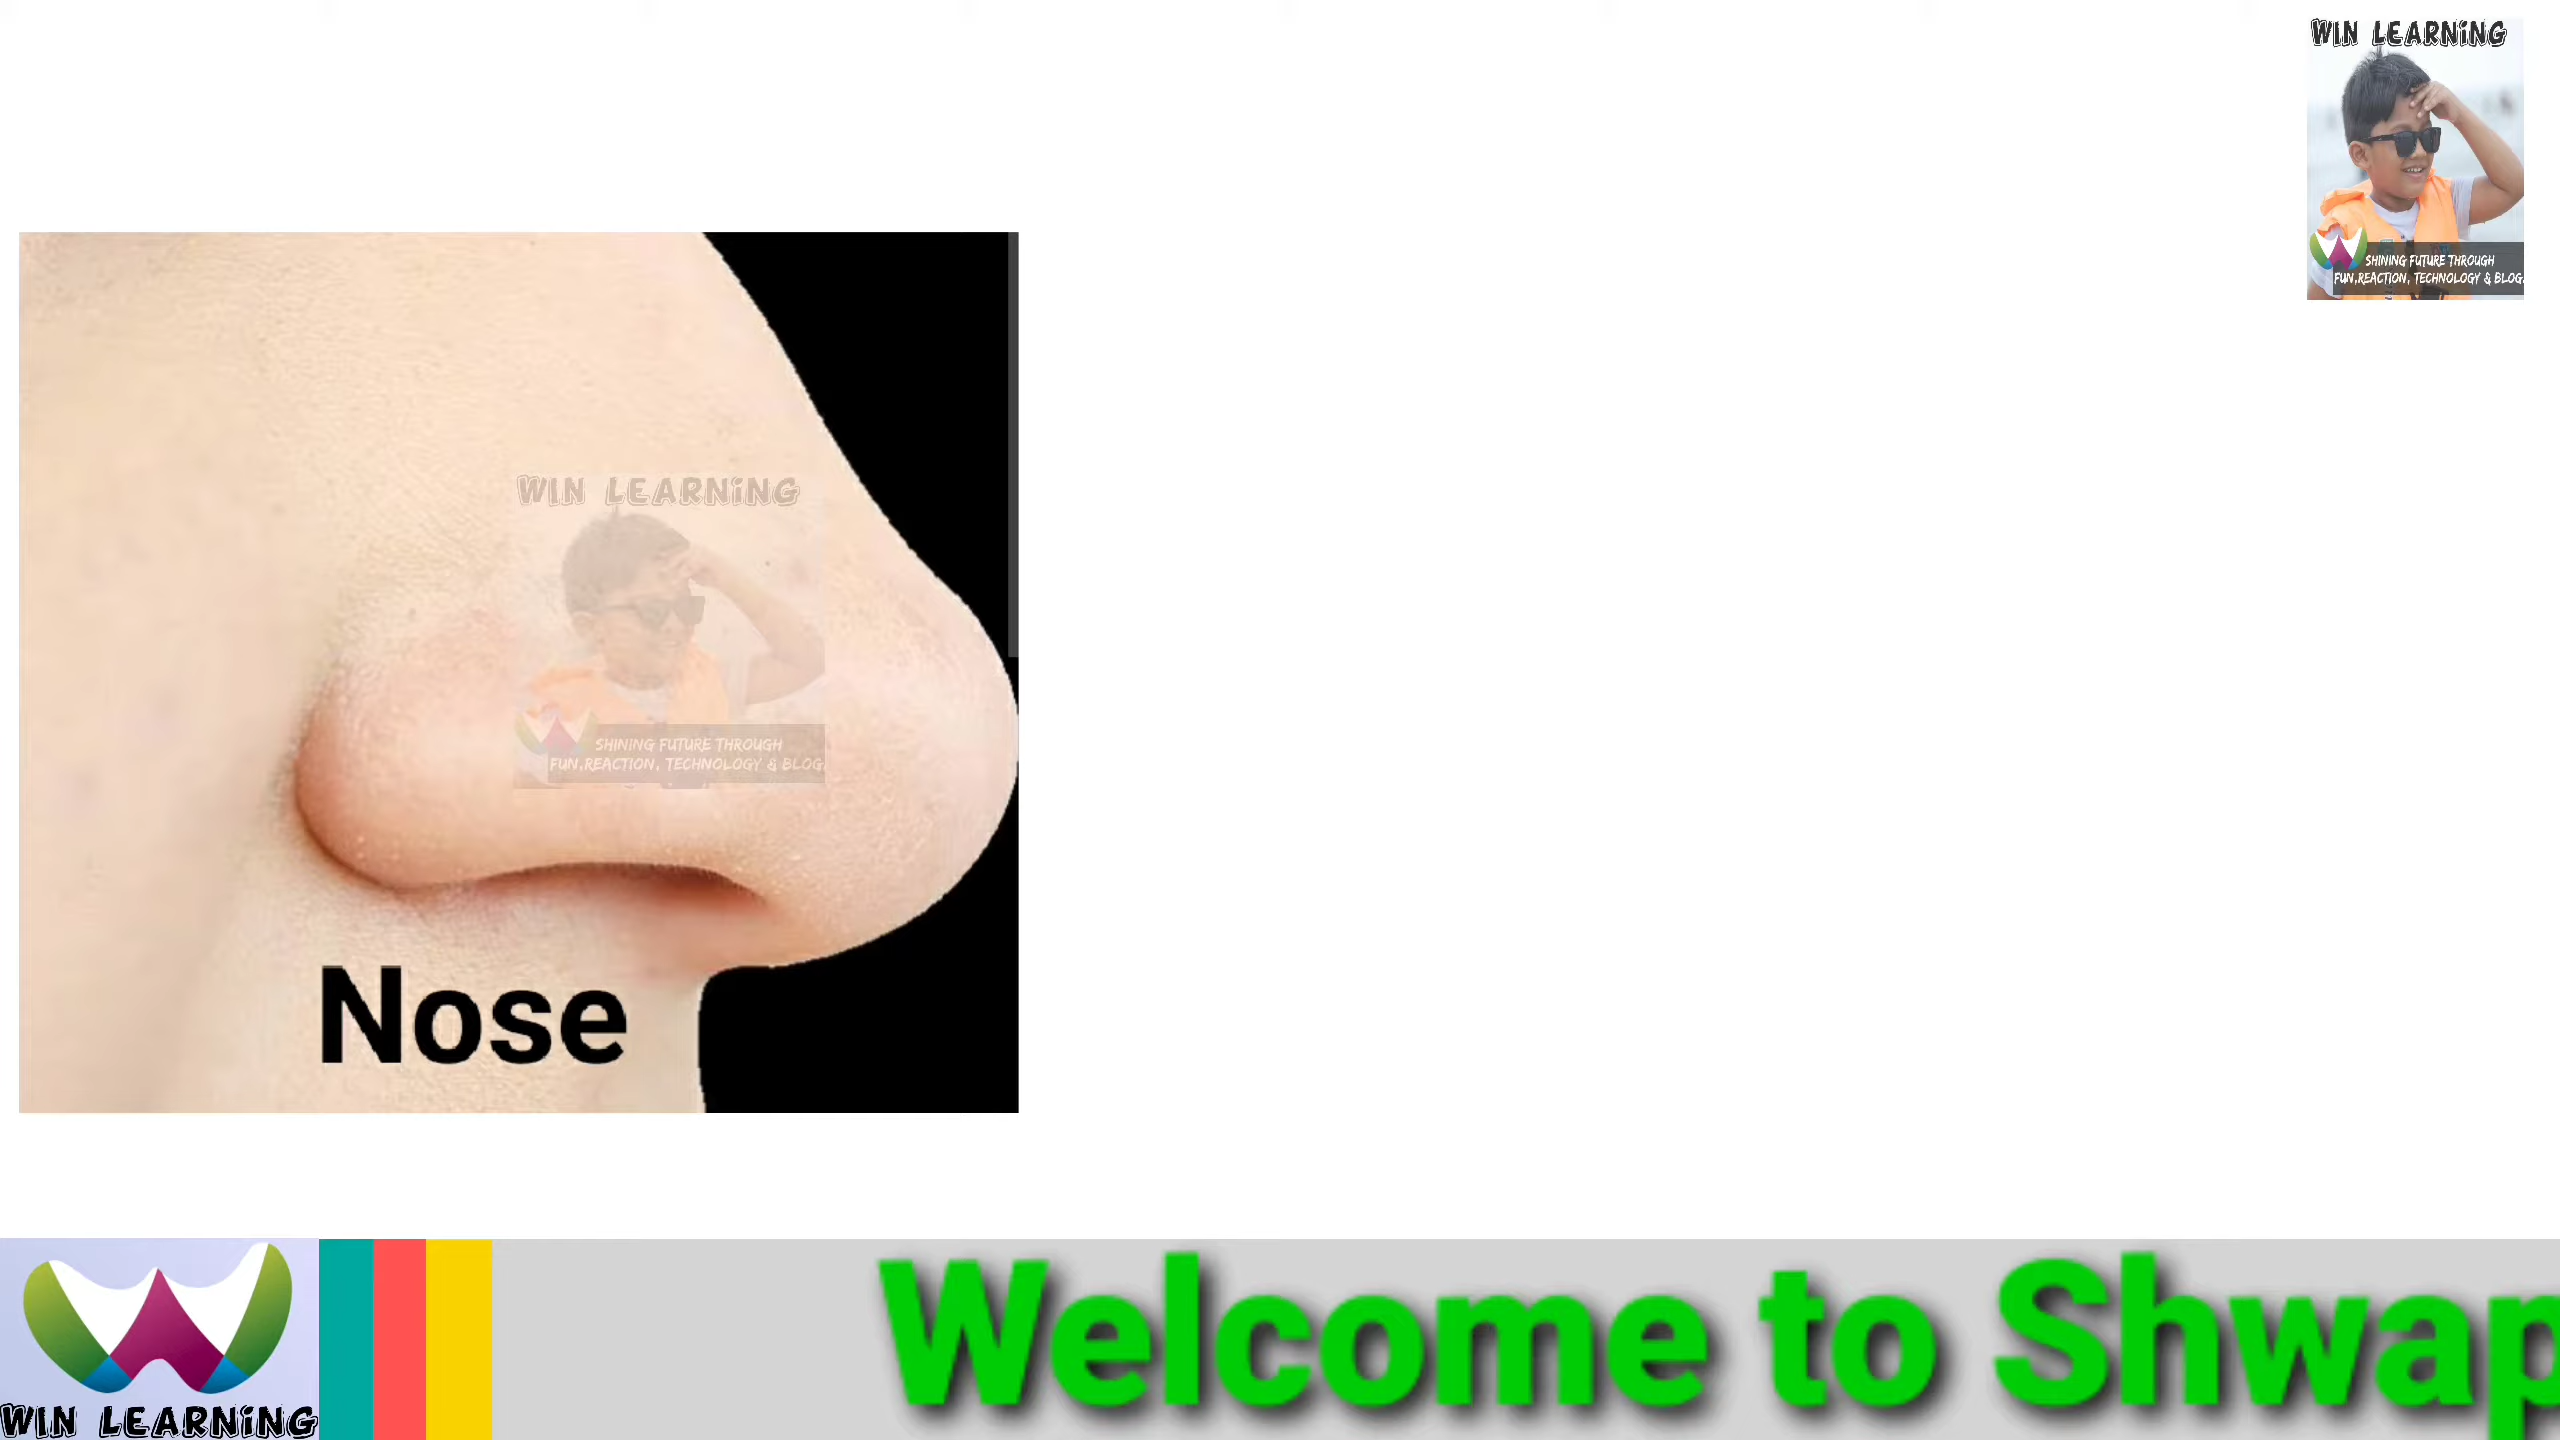 WIN LEARNING
SHINING FUTURE THROUGH
FUN,REACTION, TECHNOLOGY & BLOG.
WIN LEARNING
SHINING FUTURE THROUGH
FUN,REACTION, TECHNOLOGY & BLOG.
Nose
WIN LEARNING
Welcome to Shwap